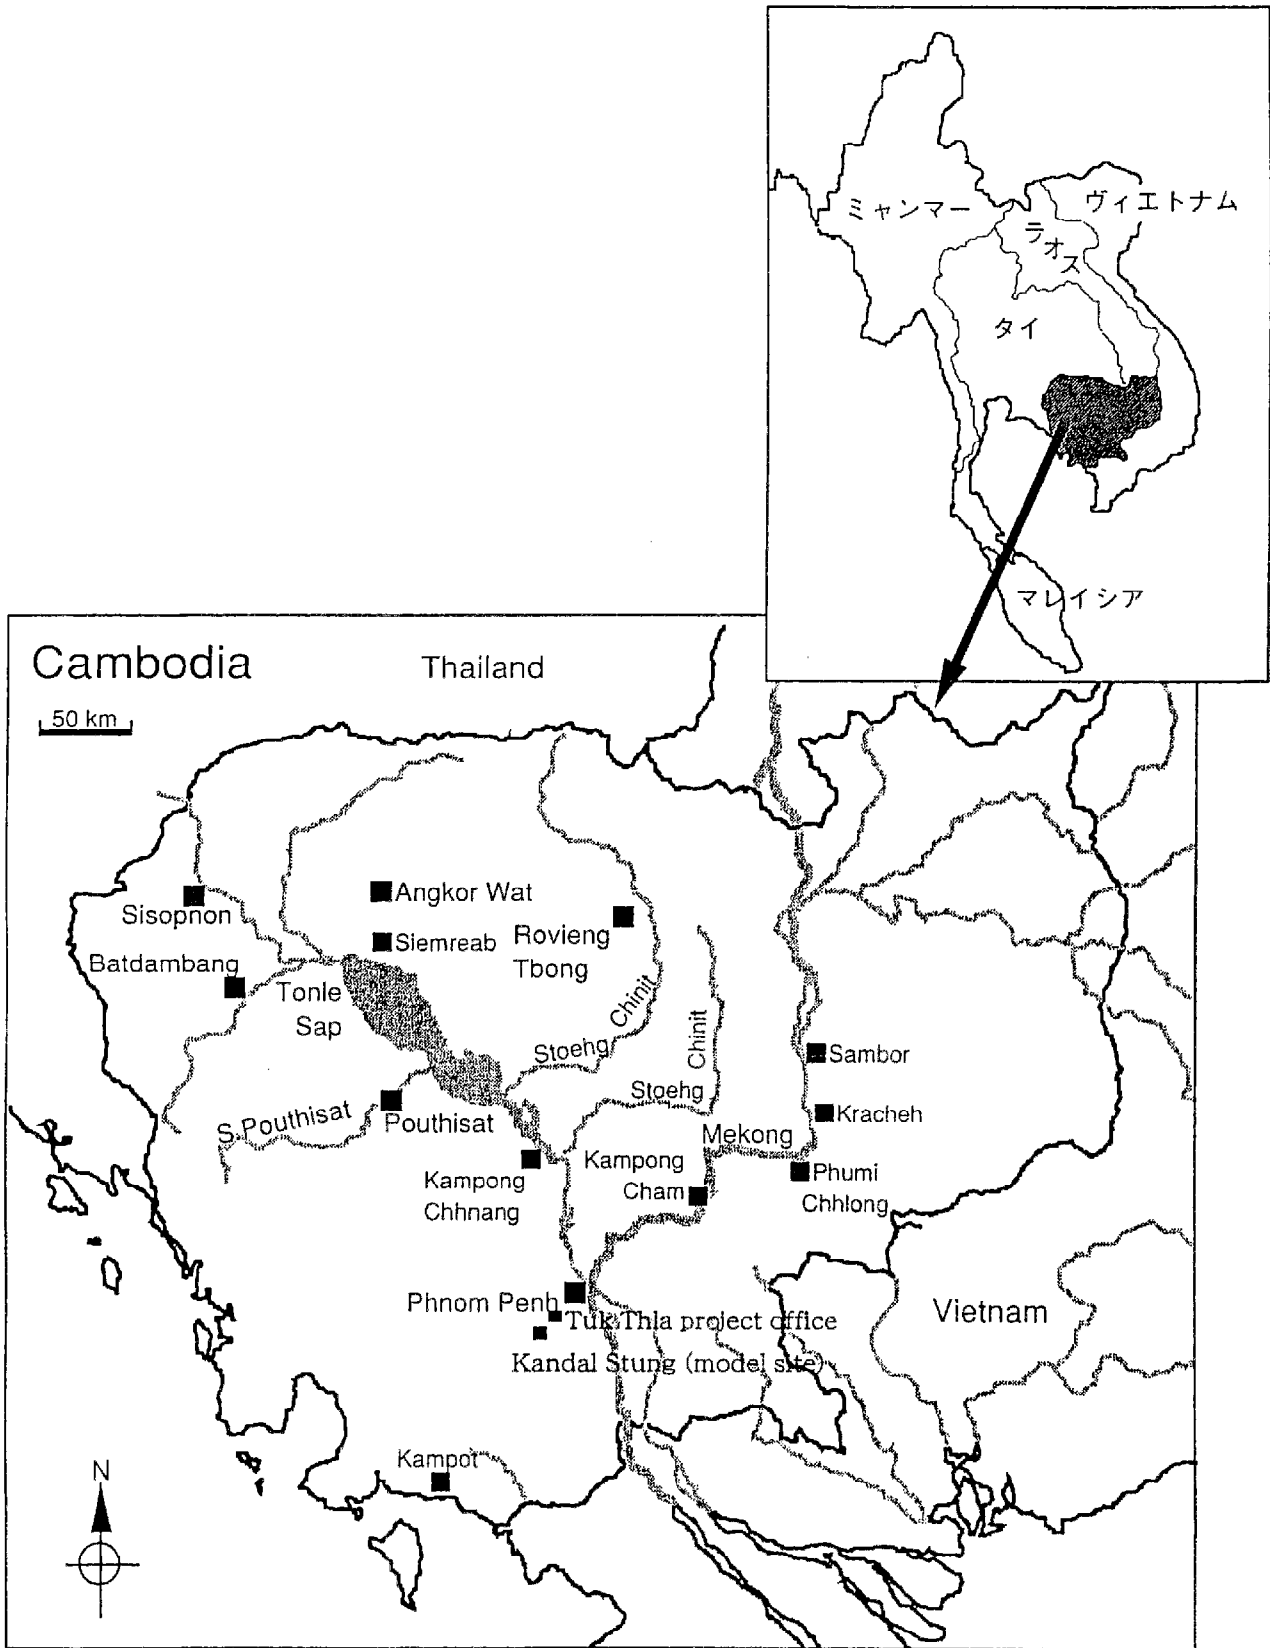 ミャンマー
ヴィエトナム
ラオス
タイ
マレイシア
Cambodia
Thailand
50 km
Angkor Wat
Sisopnon
Siemreab
Rovieng
Tbong
Batdambang
Tonle
Sap
Chinit
Stoehg
Chinit
Stoehg
Sambor
S.Pouthisat
Pouthisat
Kracheh
Mekong
Kampong
Chhnang
Kampong
Cham
Phumi
Chhlong
Phnom Penh
Tuk Thla project office
Kandal Stung (model site)
Vietnam
Kampot
N